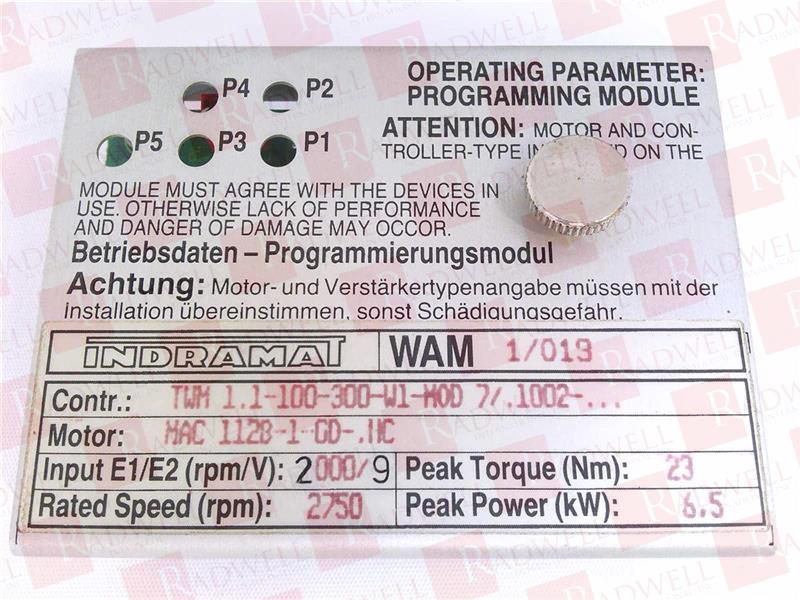 P4 P2
OPERATING PARAMETER:
PROGRAMMING MODULE
P5 P3 P1
ATTENTION: MOTOR AND CON-
TROLLER-TYPE ON THE
MODULE MUST AGREE WITH THE DEVICES IN
USE. OTHERWISE LACK OF PERFORMANCE
AND DANGER OF DAMAGE MAY OCCUR.
Betriebsdaten – Programmierungsmodul
Achtung: Motor- und Verstärkertypenangabe müssen mit der
Installation übereinstimmen, sonst Schädigungsgefahr.
INDRAMAT WAM 1/019
Contr.: TWM 1.1-100-300-W1-MOD 7/.1002-...
Motor: MAC 112B-1-GD-.MC
Input E1/E2 (rpm/V): 2000/9 Peak Torque (Nm): 23
Rated Speed (rpm): 2750 Peak Power (kW): 6.5
RADWELL